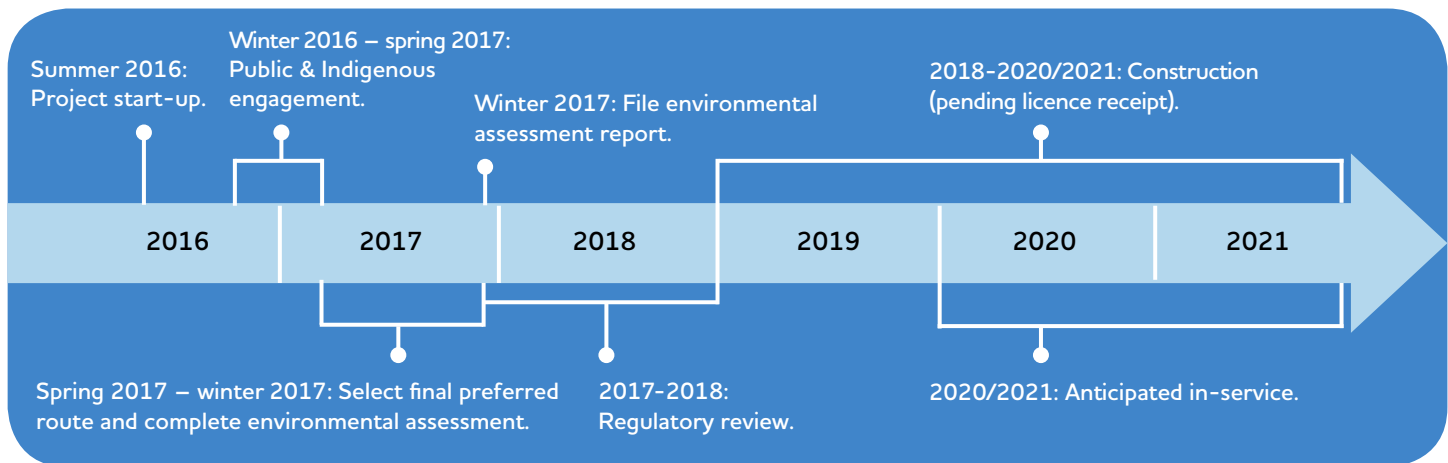 Summer 2016:
Project start-up.
Winter 2016 – spring 2017:
Public & Indigenous
engagement.
Winter 2017: File environmental
assessment report.
2018-2020/2021: Construction
(pending licence receipt).
2016
2017
2018
2019
2020
2021
Spring 2017 – winter 2017: Select final preferred
route and complete environmental assessment.
2017-2018:
Regulatory review.
2020/2021: Anticipated in-service.